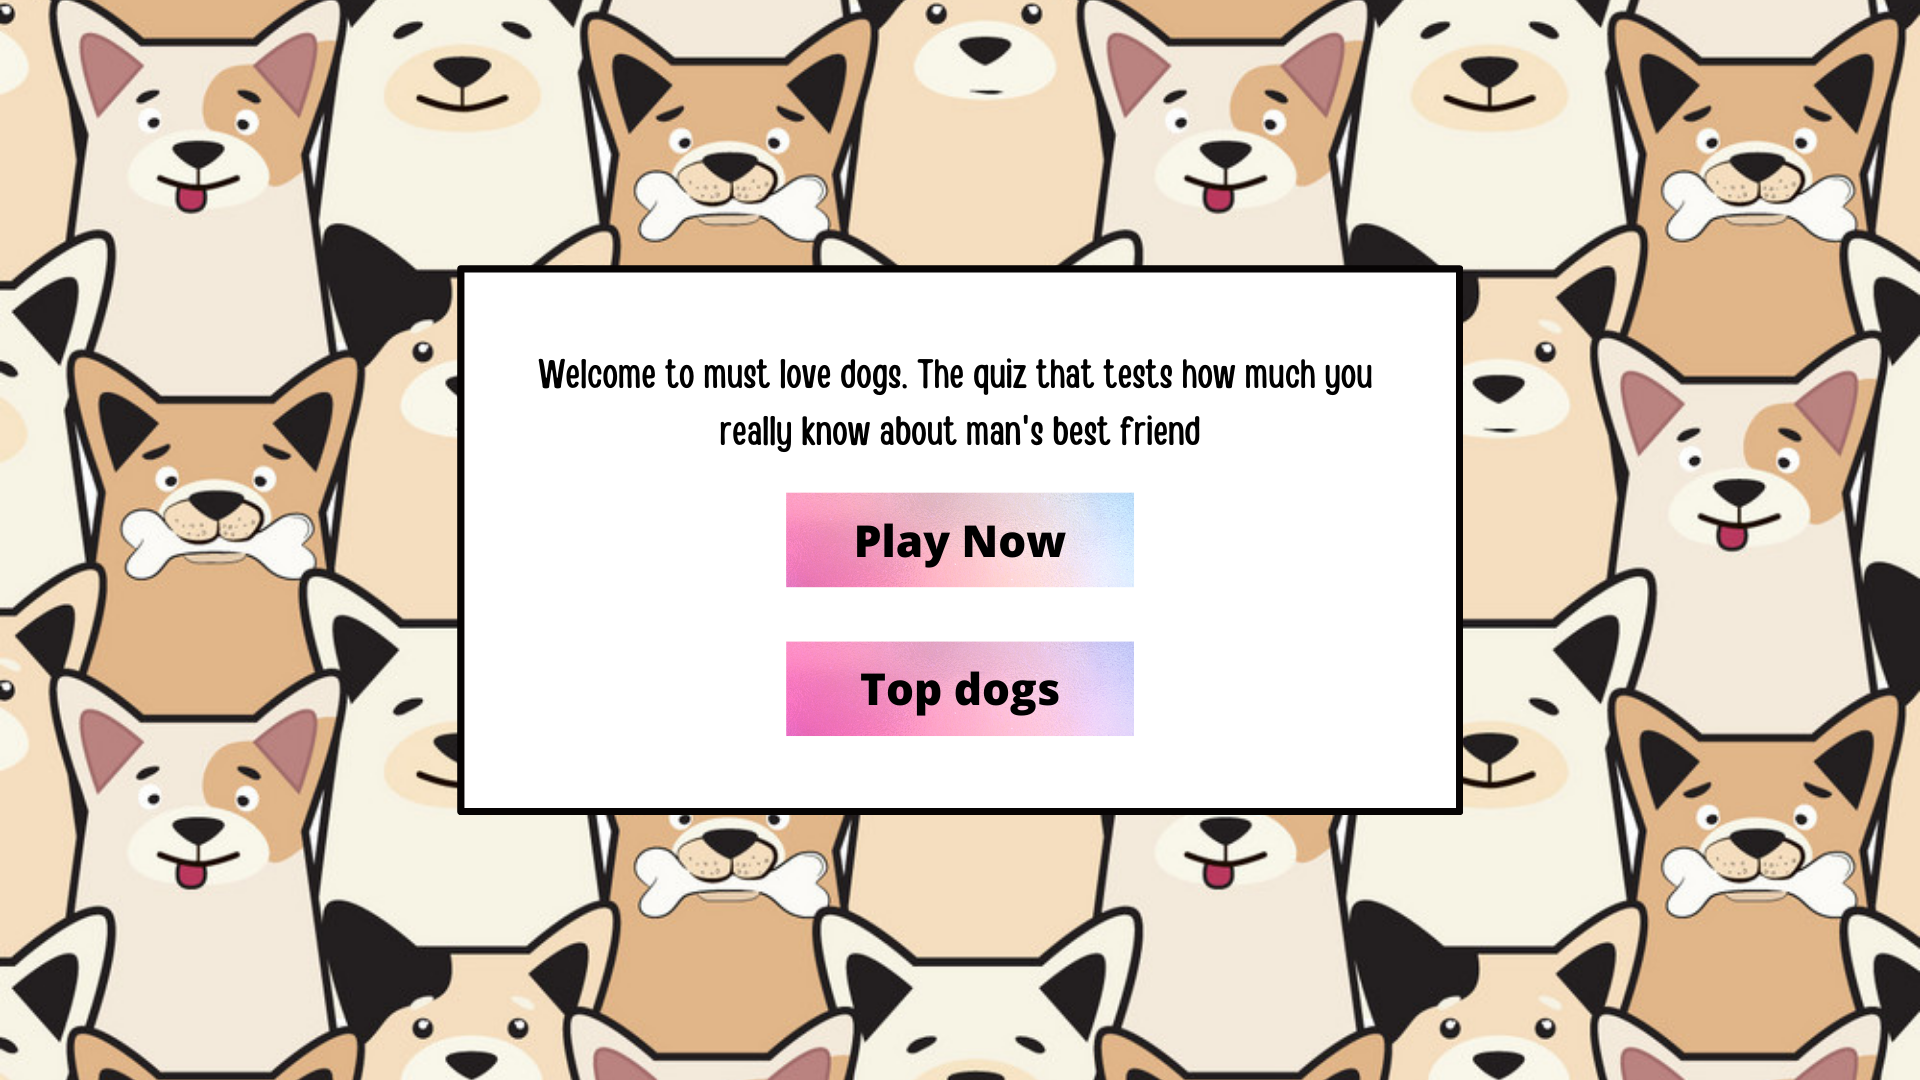 Welcome to must love dogs. The quiz that tests how much you
really know about man's best friend
Play Now
Top dogs